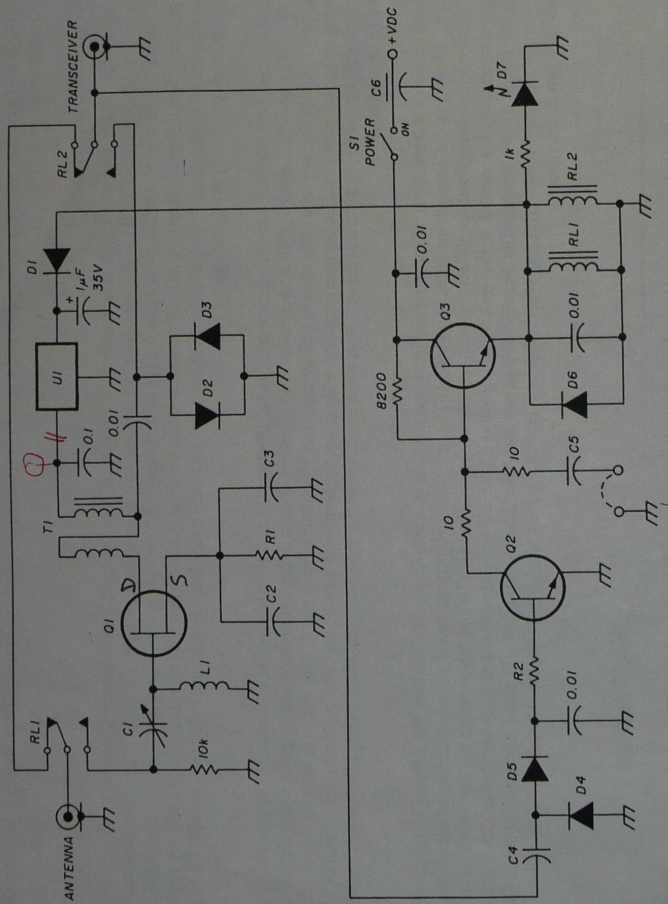 ANTENNA
RL1
C1
10k
L1
Q1
D
S
C2
R1
C3
T1
0.1
U1
+
1µF
35V
D1
0.01
D2
D3
RL2
TRANSCEIVER
C4
D4
D5
0.01
R2
Q2
10
10
C5
8200
Q3
0.01
D6
0.01
RL1
RL2
1k
D7
S1
POWER
ON
C6
+VDC